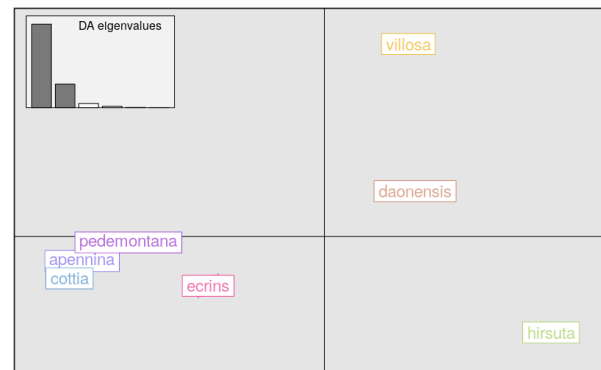 DA eigenvalues
villosa
daonensis
pedemontana
apennina
cottia
ecrins
hirsuta